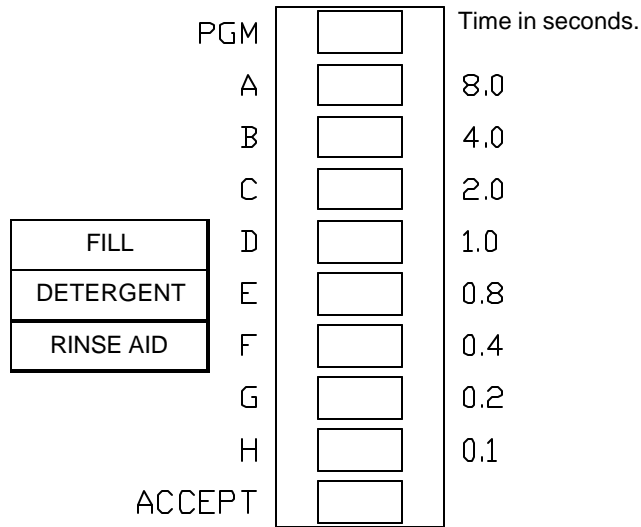 PGM Time in seconds.
A 8.0
B 4.0
C 2.0
FILL D 1.0
DETERGENT E 0.8
RINSE AID F 0.4
G 0.2
H 0.1
ACCEPT